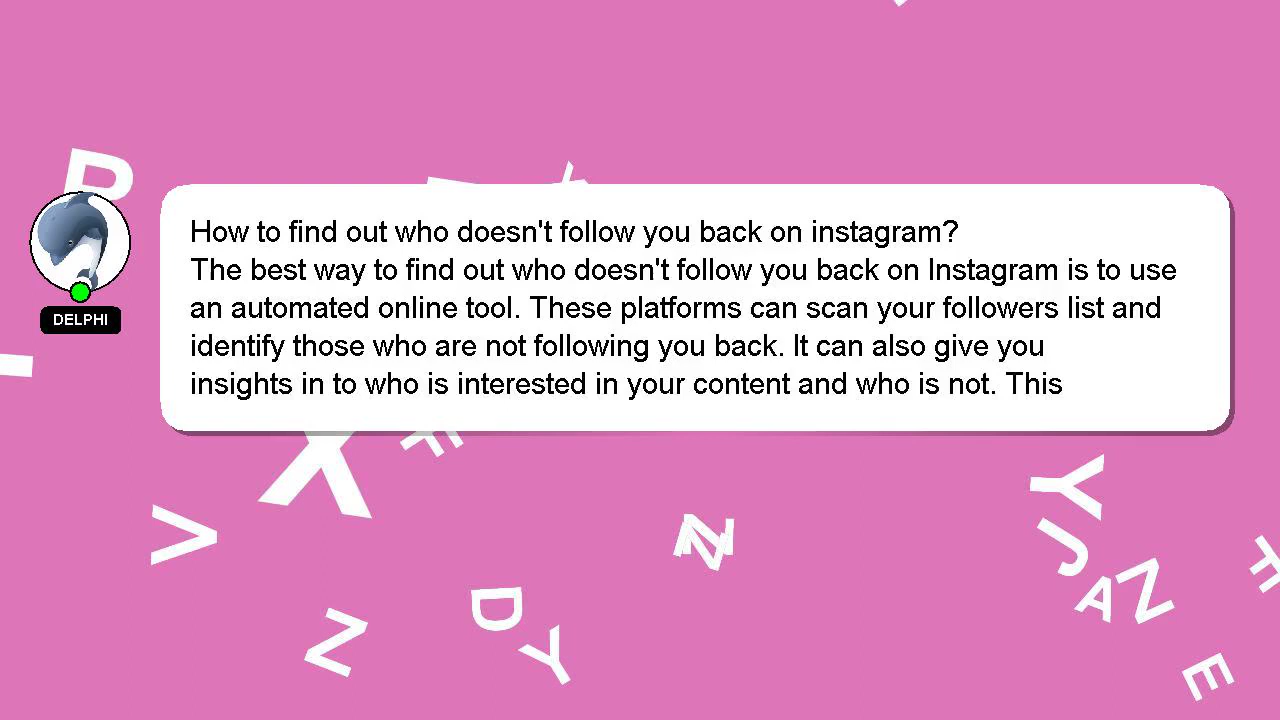 How to find out who doesn't follow you back on instagram?
The best way to find out who doesn't follow you back on Instagram is to use
an automated online tool. These platforms can scan your followers list and
identify those who are not following you back. It can also give you
insights in to who is interested in your content and who is not. This
DELPHI
P
X
F
V
N
D
Y
N
N
Y
J
A
N
F
E